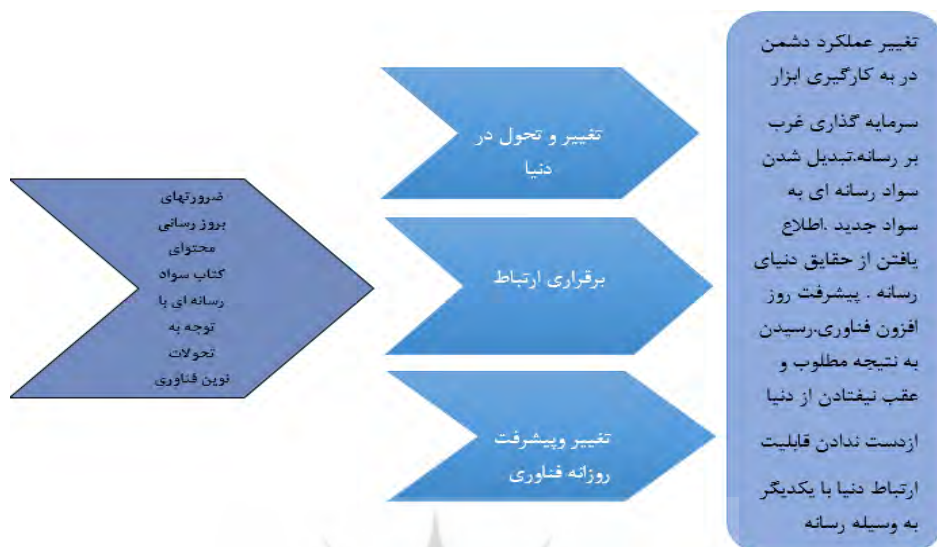 تغییر عملکرد دشمن
در به کارگیری ابزار
سرمایه گذاری غرب
بر رسانه.تبدیل شدن
سواد رسانه ای به
سواد جدید .اطلاع
یافتن از حقایق دنیای
رسانه . پیشرفت روز
افزون فناوری.رسیدن
به نتیجه مطلوب و
عقب نیفتادن از دنیا
ازدست ندادن قابلیت
ارتباط دنیا با یکدیگر
به وسیله رسانه
تغییر و تحول در
دنیا
برقراری ارتباط
تغییر وپیشرفت
روزانه فناوری
ضرورتهای
بروز رسانی
محتوای
کتاب سواد
رسانه ای با
توجه به
تحولات
نوین فناوری